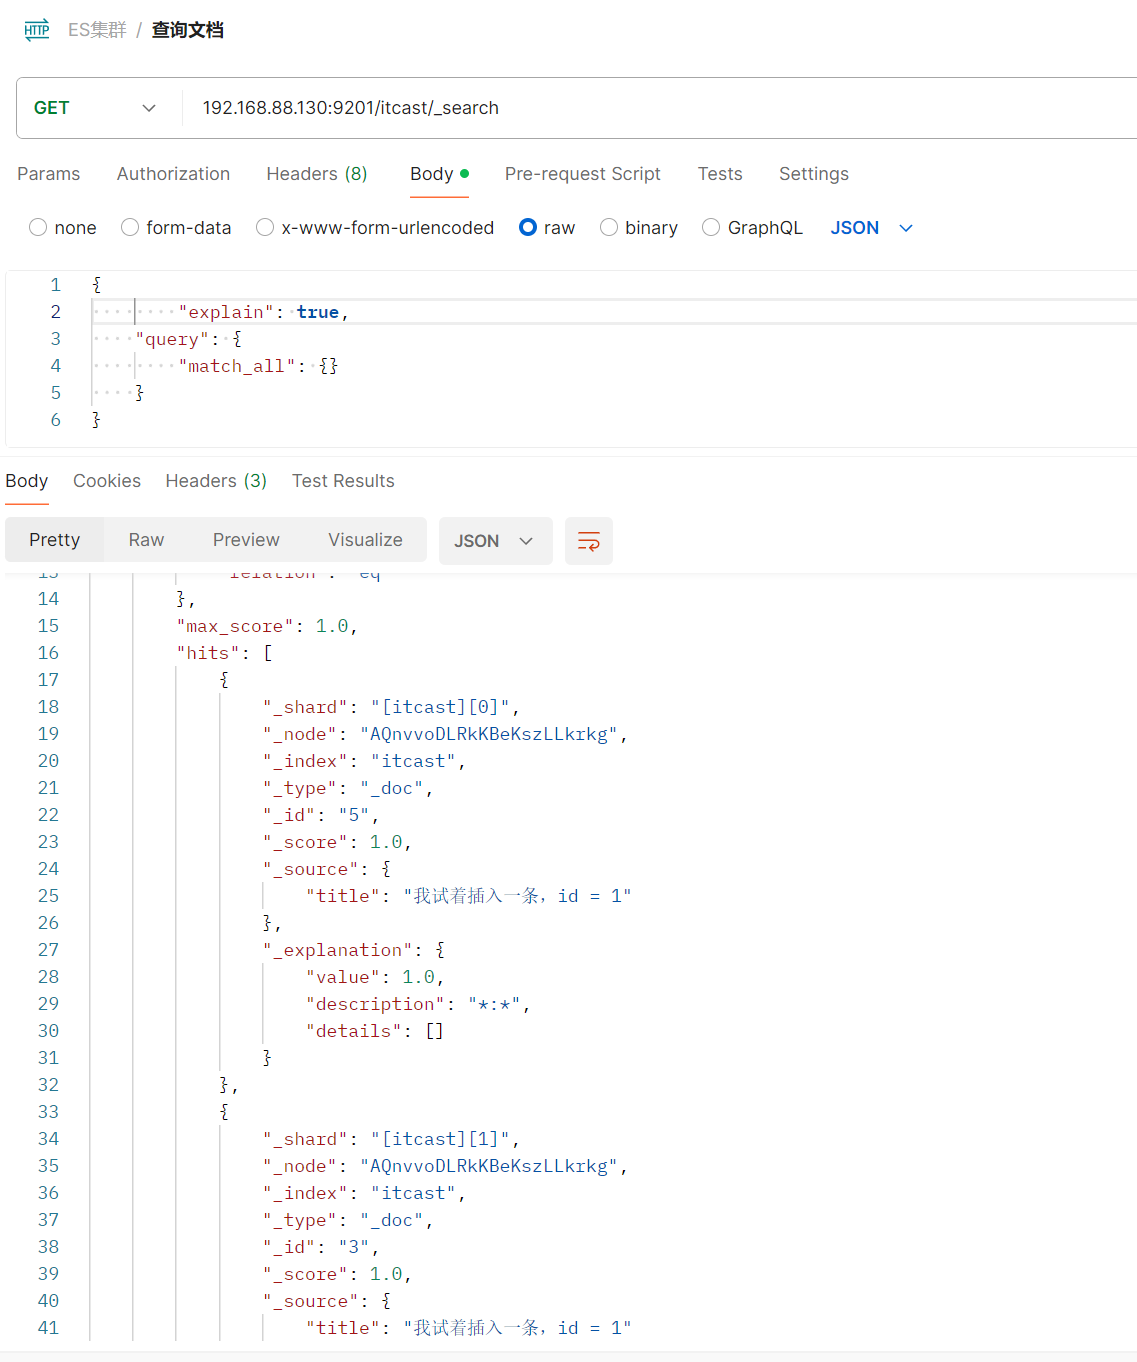 HTTP ES集群 / 查询文档
GET 192.168.88.130:9201/itcast/_search
Params Authorization Headers (8) Body Pre-request Script Tests Settings
none form-data x-www-form-urlencoded raw binary GraphQL JSON
1 {
2 "explain": true,
3 "query": {
4 "match_all": {}
5 }
6 }
Body Cookies Headers (3) Test Results
Pretty Raw Preview Visualize JSON
13 "relation": "eq"
14 },
15 "max_score": 1.0,
16 "hits": [
17 {
18 "_shard": "[itcast][0]",
19 "_node": "AQnvvoDLRkKBeKszLLkrkg",
20 "_index": "itcast",
21 "_type": "_doc",
22 "_id": "5",
23 "_score": 1.0,
24 "_source": {
25 "title": "我试着插入一条，id = 1"
26 },
27 "_explanation": {
28 "value": 1.0,
29 "description": "*:*",
30 "details": []
31 }
32 },
33 {
34 "_shard": "[itcast][1]",
35 "_node": "AQnvvoDLRkKBeKszLLkrkg",
36 "_index": "itcast",
37 "_type": "_doc",
38 "_id": "3",
39 "_score": 1.0,
40 "_source": {
41 "title": "我试着插入一条，id = 1"